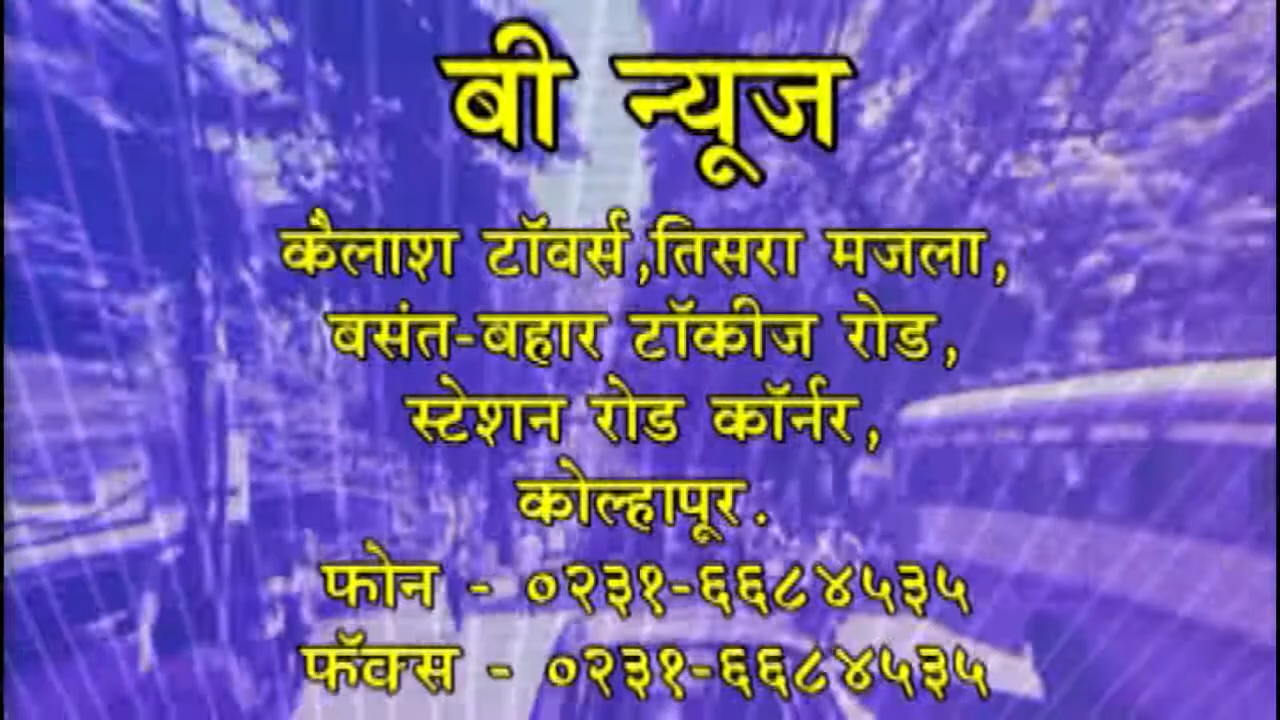 बी न्यूज
कैलाश टॉवर्स,तिसरा मजला,
बसंत-बहार टॉकीज रोड,
स्टेशन रोड कॉर्नर,
कोल्हापूर.
फोन - ०२३१-६६८४५३५
फॅक्स - ०२३१-६६८४५३५